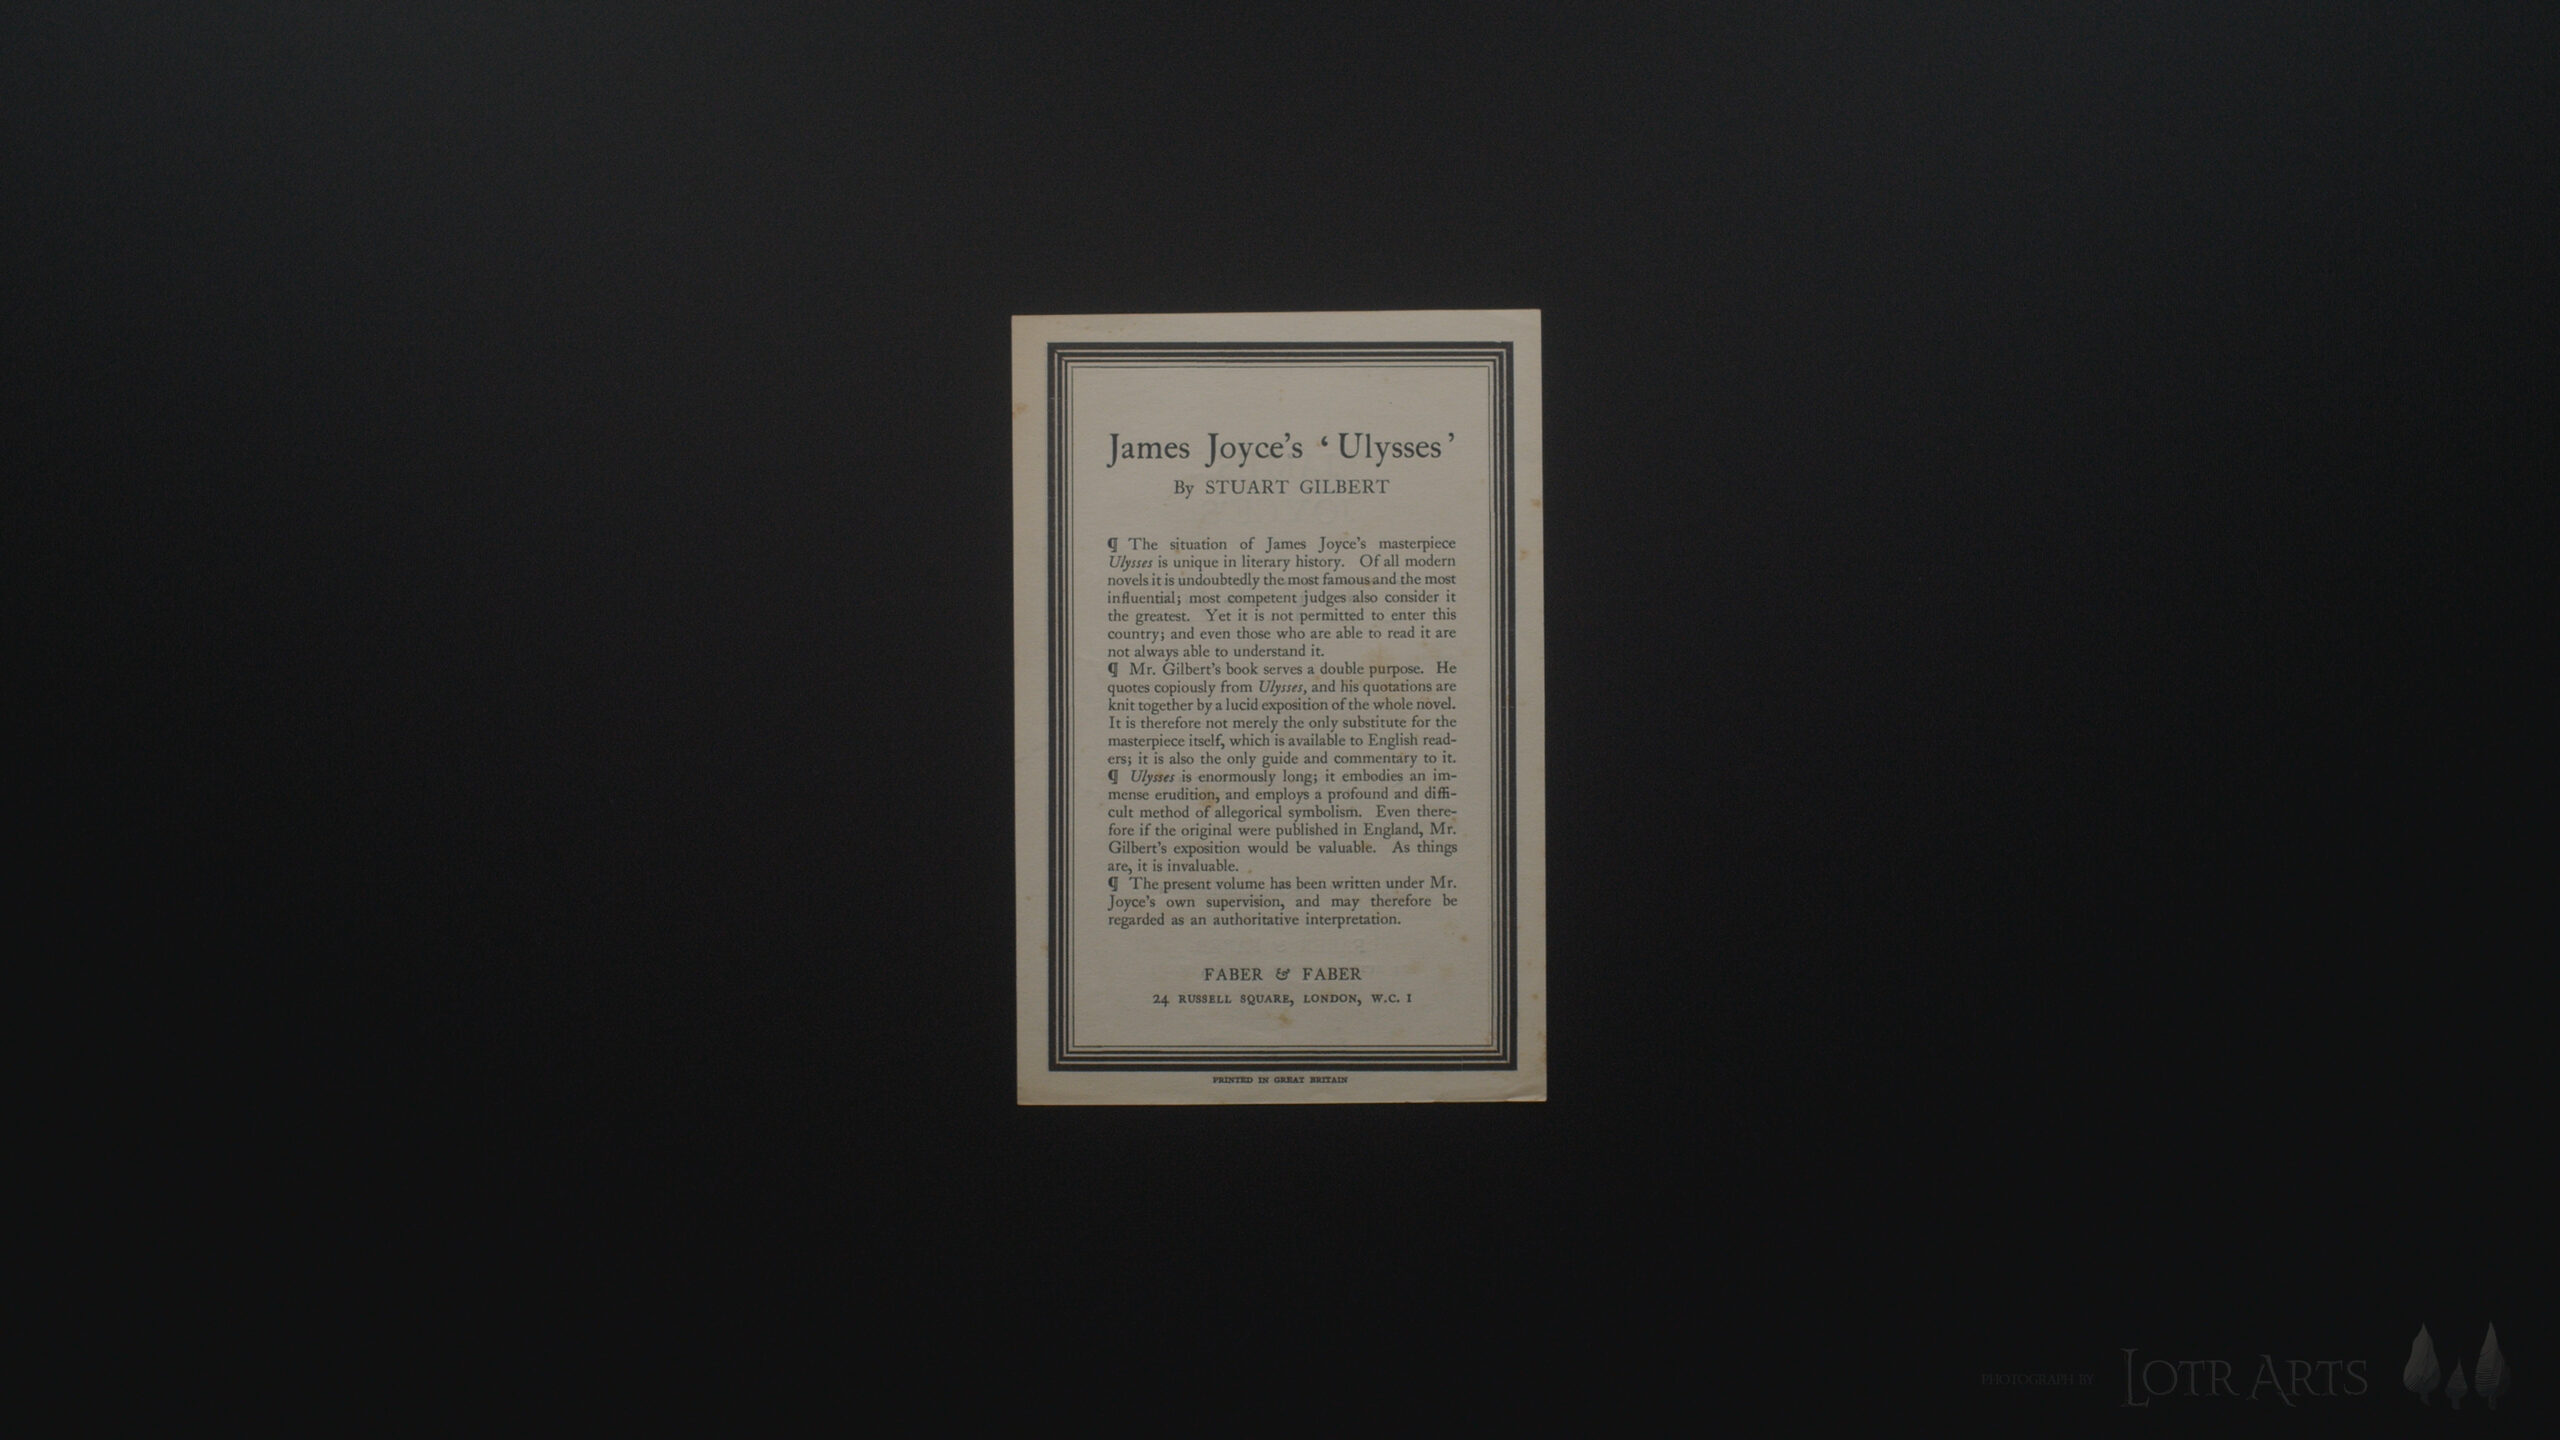 James Joyce's ‘Ulysses’
By STUART GILBERT
¶ The situation of James Joyce's masterpiece
Ulysses is unique in literary history. Of all modern
novels it is undoubtedly the most famous and the most
influential; most competent judges also consider it
the greatest. Yet it is not permitted to enter this
country; and even those who are able to read it are
not always able to understand it.
¶ Mr. Gilbert's book serves a double purpose. He
quotes copiously from Ulysses, and his quotations are
knit together by a lucid exposition of the whole novel.
It is therefore not merely the only substitute for the
masterpiece itself, which is available to English read-
ers; it is also the only guide and commentary to it.
¶ Ulysses is enormously long; it embodies an im-
mense erudition, and employs a profound and diffi-
cult method of allegorical symbolism. Even there-
fore if the original were published in England, Mr.
Gilbert's exposition would be valuable. As things
are, it is invaluable.
¶ The present volume has been written under Mr.
Joyce's own supervision, and may therefore be
regarded as an authoritative interpretation.
FABER & FABER
24 RUSSELL SQUARE, LONDON, W.C. 1
PRINTED IN GREAT BRITAIN
PHOTOGRAPH BY LOTR ARTS